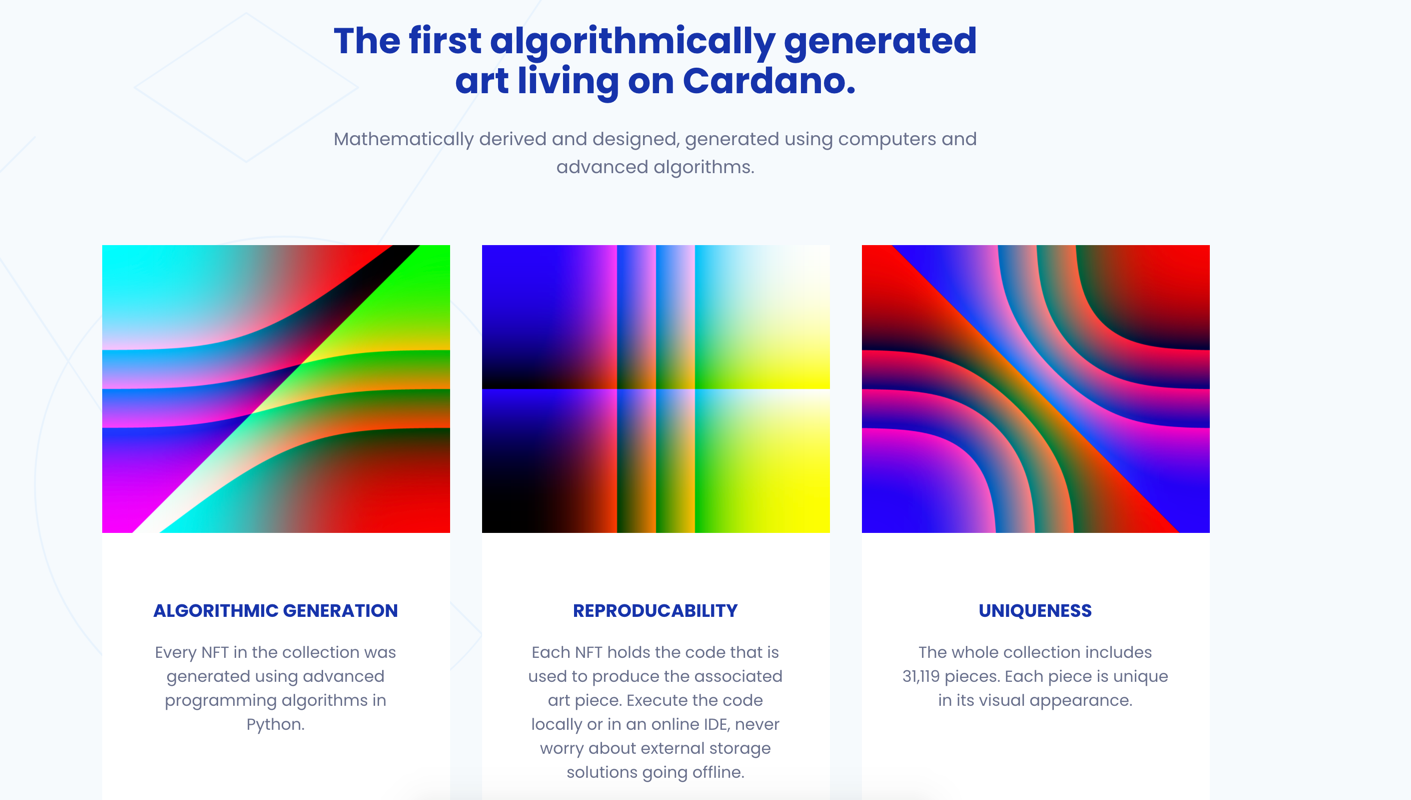 The first algorithmically generated
art living on Cardano.
Mathematically derived and designed, generated using computers and
advanced algorithms.
ALGORITHMIC GENERATION
Every NFT in the collection was
generated using advanced
programming algorithms in
Python.
REPRODUCABILITY
Each NFT holds the code that is
used to produce the associated
art piece. Execute the code
locally or in an online IDE, never
worry about external storage
solutions going offline.
UNIQUENESS
The whole collection includes
31,119 pieces. Each piece is unique
in its visual appearance.